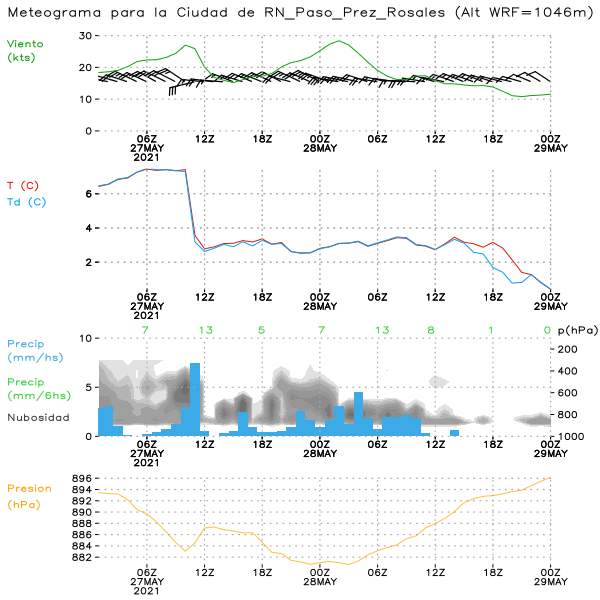 Meteograma para la Ciudad de RN_Paso_Prez_Rosales (Alt WRF=1046m)
Viento
(kts)
30
20
10
0
06Z 12Z 18Z 00Z 06Z 12Z 18Z 00Z
27MAY 28MAY 29MAY
2021
T (C)
Td (C)
6
4
2
06Z 12Z 18Z 00Z 06Z 12Z 18Z 00Z
27MAY 28MAY 29MAY
2021
7 13 5 7 13 8 1 0 p(hPa)
Precip
(mm/hs)
Precip
(mm/6hs)
Nubosidad
10
5
0
200
400
600
800
1000
06Z 12Z 18Z 00Z 06Z 12Z 18Z 00Z
27MAY 28MAY 29MAY
2021
Presion
(hPa)
896
894
892
890
888
886
884
882
06Z 12Z 18Z 00Z 06Z 12Z 18Z 00Z
27MAY 28MAY 29MAY
2021